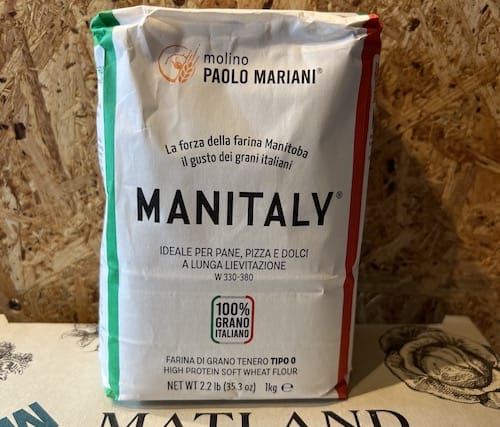 molino
PAOLO MARIANI®
La forza della farina Manitoba
il gusto dei grani italiani
MANITALY®
IDEALE PER PANE, PIZZA E DOLCI
A LUNGA LIEVITAZIONE
W 330-380
100%
GRANO
ITALIANO
FARINA DI GRANO TENERO TIPO 0
HIGH PROTEIN SOFT WHEAT FLOUR
NET WT 2.2 lb (35.3 oz) 1kg ℮
MATLAND